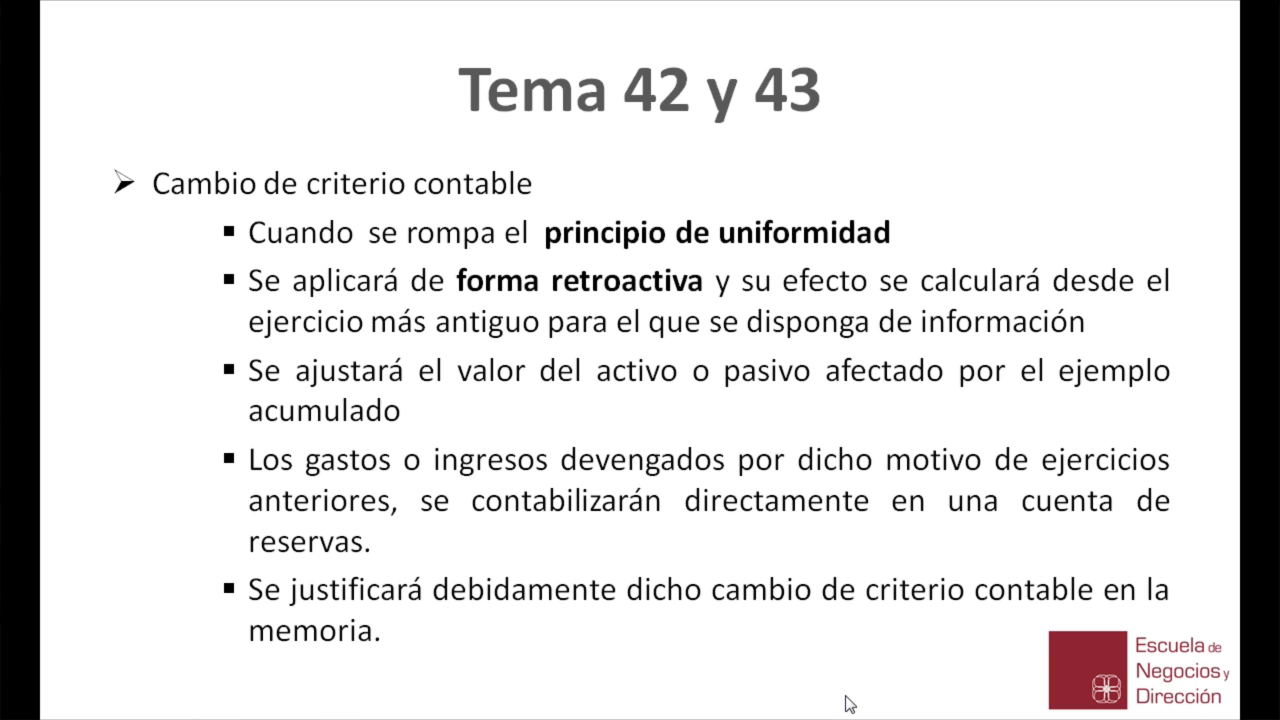 Tema 42 y 43
Cambio de criterio contable
Cuando se rompa el principio de uniformidad
Se aplicará de forma retroactiva y su efecto se calculará desde el
ejercicio más antiguo para el que se disponga de información
Se ajustará el valor del activo o pasivo afectado por el ejemplo
acumulado
Los gastos o ingresos devengados por dicho motivo de ejercicios
anteriores, se contabilizarán directamente en una cuenta de
reservas.
Se justificará debidamente dicho cambio de criterio contable en la
memoria.
Escuela de
Negocios y
Dirección